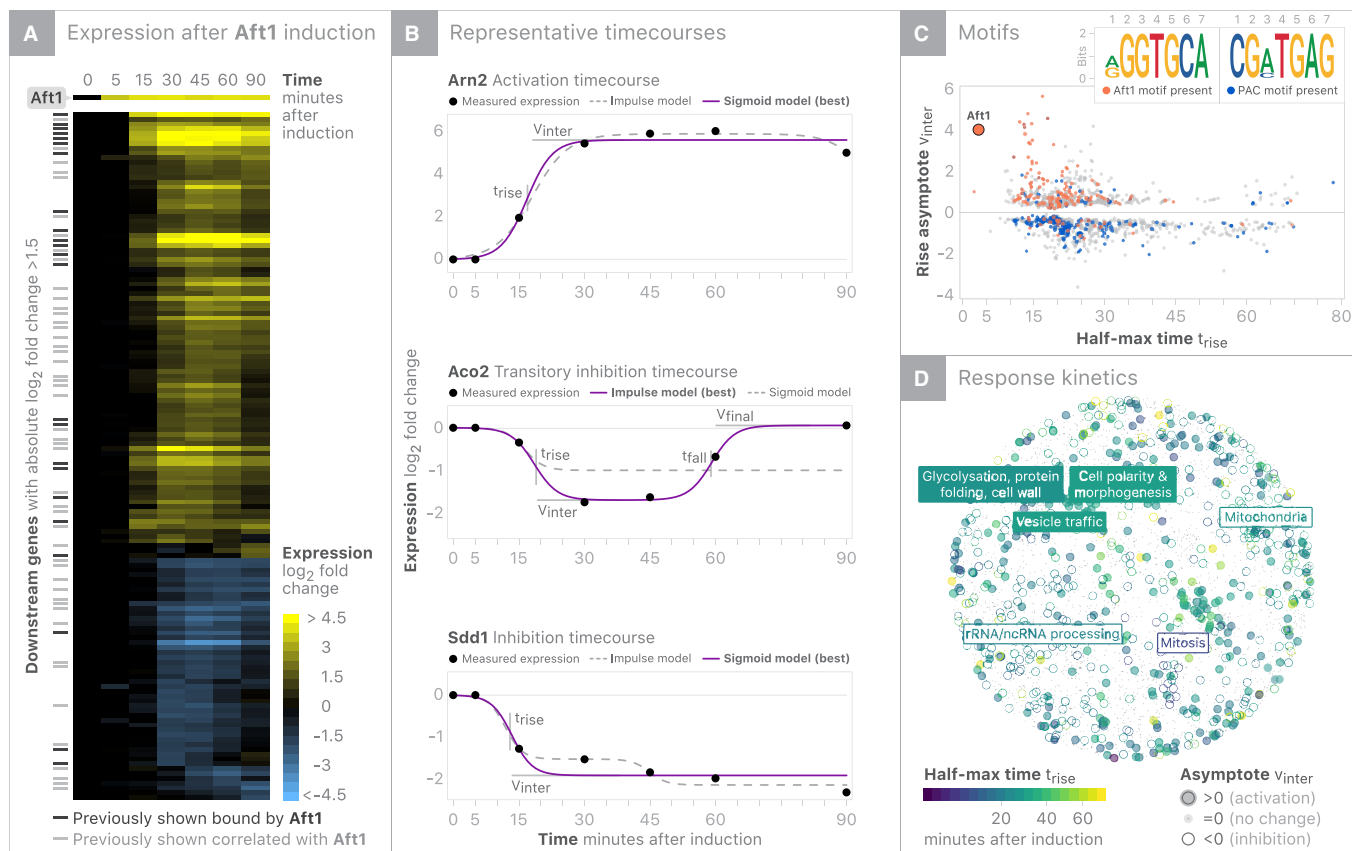 A Expression after Aft1 induction
0 5 15 30 45 60 90
Time
minutes
after
induction
Aft1
Downstream genes with absolute log2 fold change >1.5
Expression
log2 fold
change
> 4.5
3
1.5
0
-1.5
-3
<-4.5
Previously shown bound by Aft1
Previously shown correlated with Aft1
B Representative timecourses
Expression log2 fold change
Arn2 Activation timecourse
Measured expression Impulse model Sigmoid model (best)
6
4
2
0
Vinter
trise
0 5 15 30 45 60 90
Aco2 Transitory inhibition timecourse
Measured expression Impulse model (best) Sigmoid model
0
-1
-2
Vfinal
trise
tfall
Vinter
Sdd1 Inhibition timecourse
Measured expression Impulse model Sigmoid model (best)
0
-1
-2
trise
Vinter
0 5 15 30 45 60 90
Time minutes after induction
C Motifs
1 2 3 4 5 6 7
1 2 3 4 5 6 7
Bits
2
0
AGGGTGCA
CGACTGAG
Aft1 motif present
PAC motif present
Rise asymptote Vinter
6
4
2
0
-2
-4
Aft1
0 5 15 30 45 60 80
Half-max time trise
D Response kinetics
Glycolysation, protein
folding, cell wall
Cell polarity &
morphogenesis
Vesicle traffic
Mitochondria
rRNA/ncRNA processing
Mitosis
Half-max time trise
20 40 60
minutes after induction
Asymptote Vinter
>0 (activation)
=0 (no change)
<0 (inhibition)